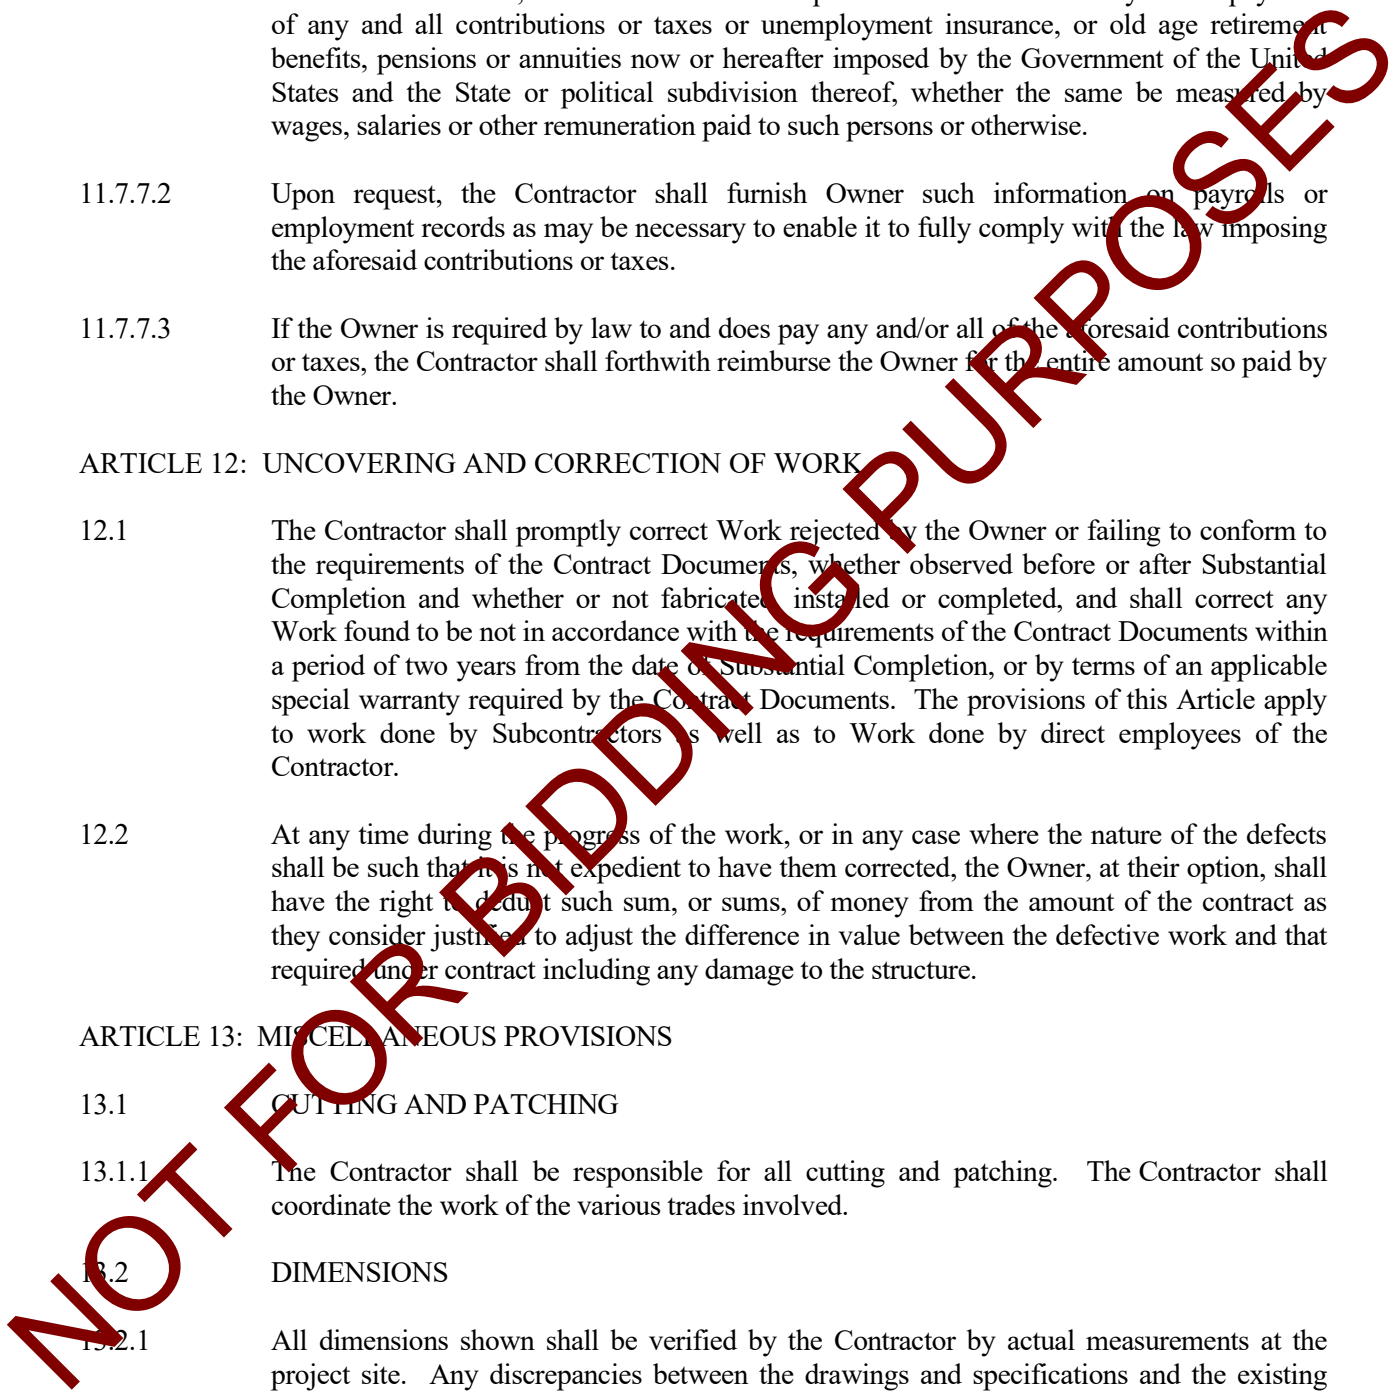 of any and all contributions or taxes or unemployment insurance, or old age retirement
benefits, pensions or annuities now or hereafter imposed by the Government of the United
States and the State or political subdivision thereof, whether the same be measured by
wages, salaries or other remuneration paid to such persons or otherwise.
11.7.7.2 Upon request, the Contractor shall furnish Owner such information on payrolls or
employment records as may be necessary to enable it to fully comply with the law imposing
the aforesaid contributions or taxes.
11.7.7.3 If the Owner is required by law to and does pay any and/or all of the aforesaid contributions
or taxes, the Contractor shall forthwith reimburse the Owner for the entire amount so paid by
the Owner.
ARTICLE 12: UNCOVERING AND CORRECTION OF WORK
12.1 The Contractor shall promptly correct Work rejected by the Owner or failing to conform to
the requirements of the Contract Documents, whether observed before or after Substantial
Completion and whether or not fabricated, installed or completed, and shall correct any
Work found to be not in accordance with the requirements of the Contract Documents within
a period of two years from the date of Substantial Completion, or by terms of an applicable
special warranty required by the Contract Documents. The provisions of this Article apply
to work done by Subcontractors as well as to Work done by direct employees of the
Contractor.
12.2 At any time during the progress of the work, or in any case where the nature of the defects
shall be such that it is not expedient to have them corrected, the Owner, at their option, shall
have the right to deduct such sum, or sums, of money from the amount of the contract as
they consider justified to adjust the difference in value between the defective work and that
required under contract including any damage to the structure.
ARTICLE 13: MISCELLANEOUS PROVISIONS
13.1 CUTTING AND PATCHING
13.1.1 The Contractor shall be responsible for all cutting and patching. The Contractor shall
coordinate the work of the various trades involved.
13.2 DIMENSIONS
13.2.1 All dimensions shown shall be verified by the Contractor by actual measurements at the
project site. Any discrepancies between the drawings and specifications and the existing
NOT FOR BIDDING PURPOSES